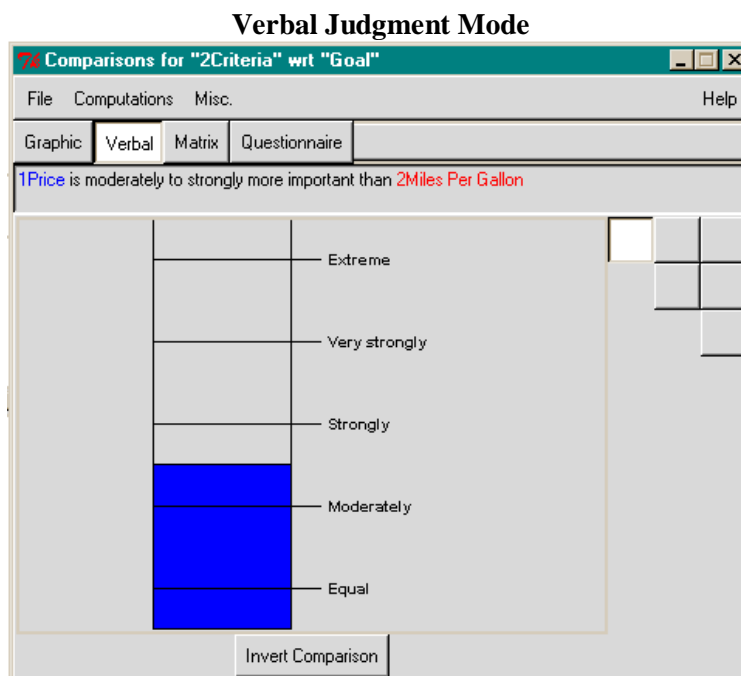 Verbal Judgment Mode
Comparisons for "2Criteria" wrt "Goal"
File Computations Misc. Help
Graphic Verbal Matrix Questionnaire
1Price is moderately to strongly more important than 2Miles Per Gallon
Extreme
Very strongly
Strongly
Moderately
Equal
Invert Comparison